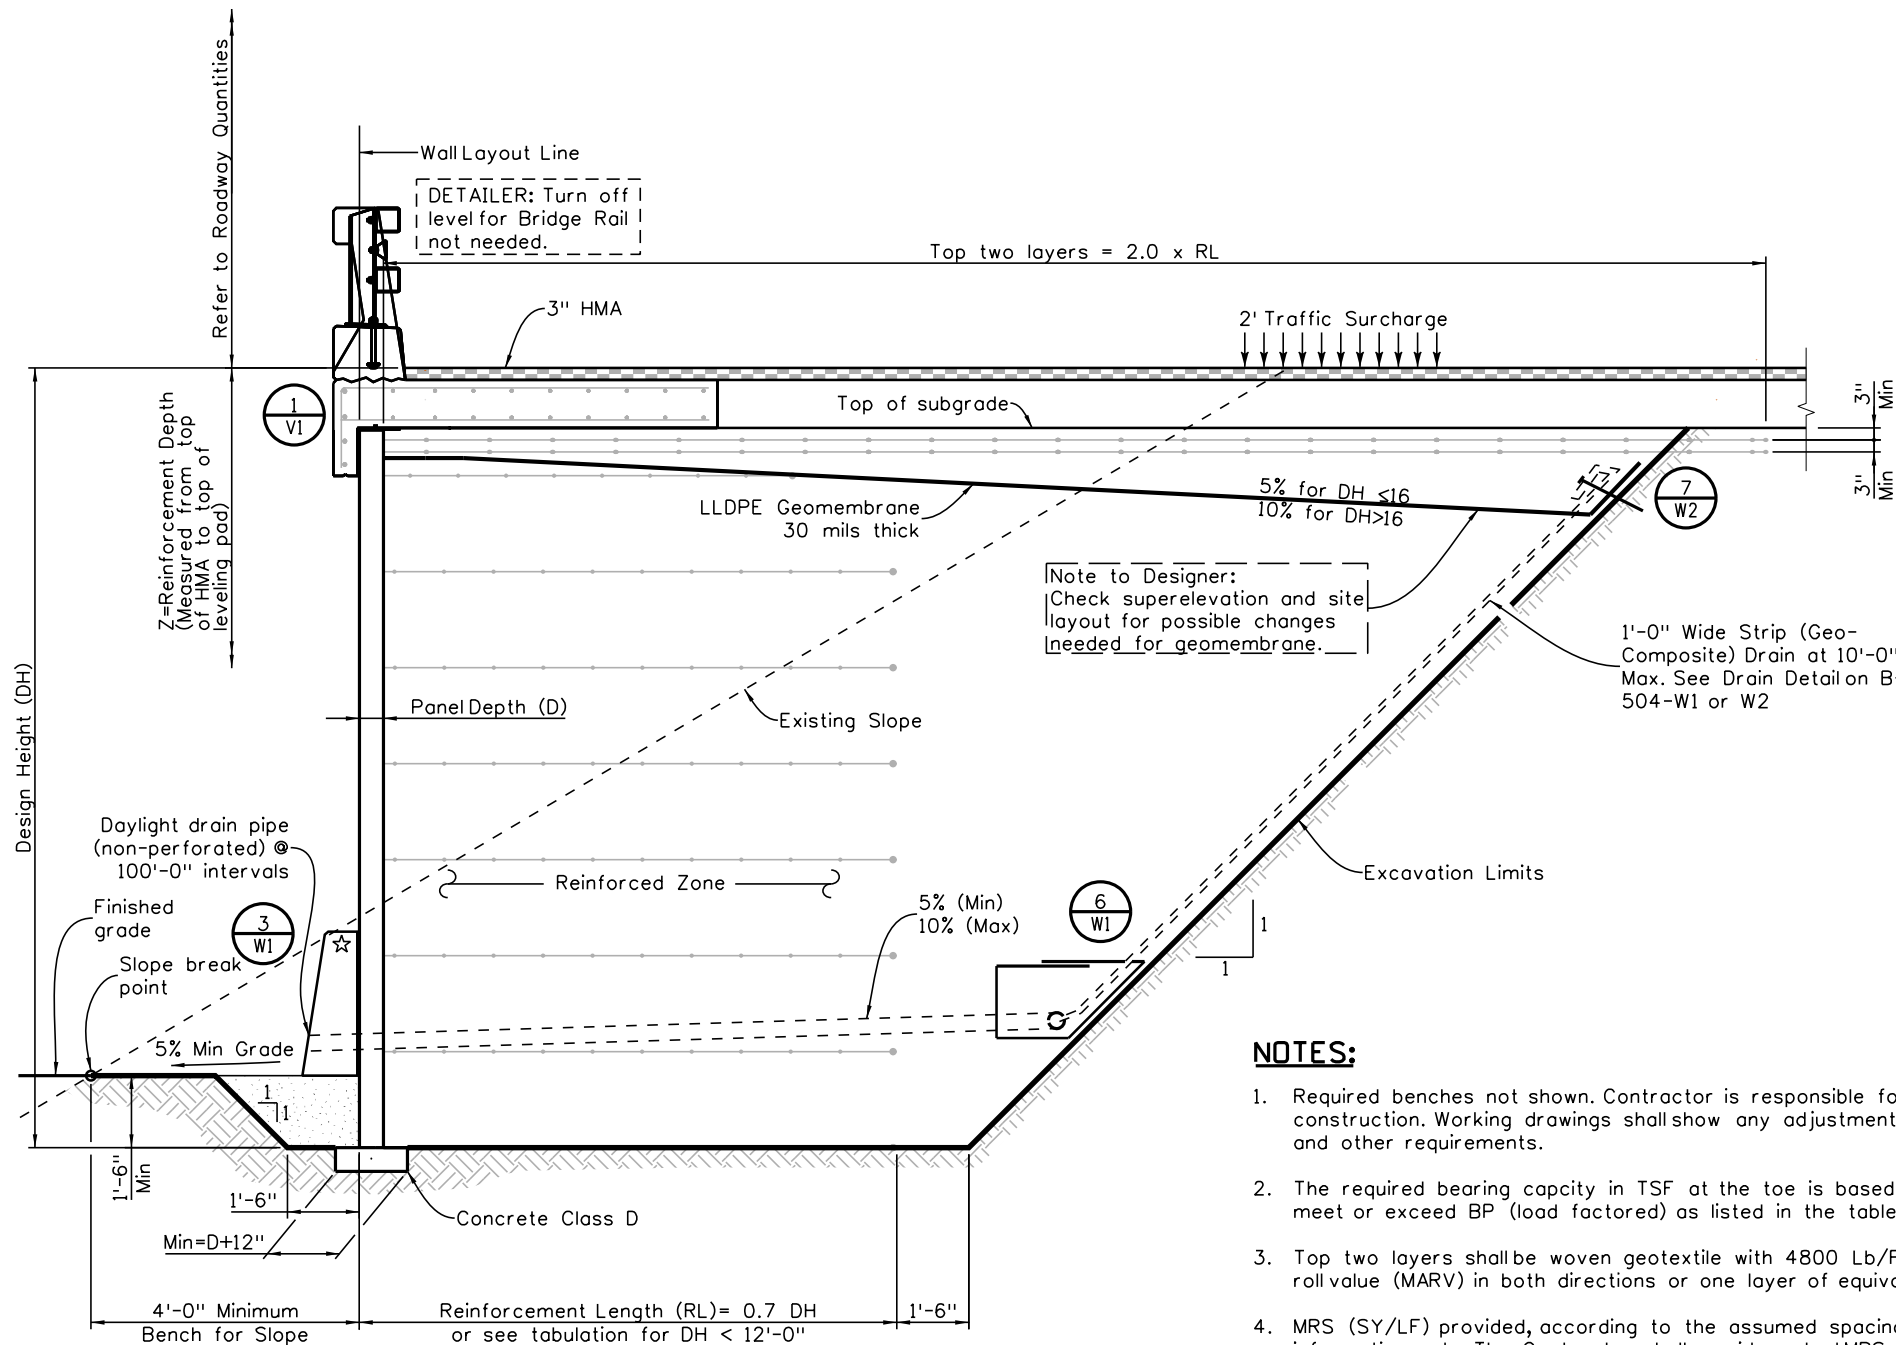 Refer to Roadway Quantities
Wall Layout Line
DETAILER: Turn off
level for Bridge Rail
not needed.
Top two layers = 2.0 x RL
3" HMA
2' Traffic Surcharge
1
V1
Top of subgrade
3"
Min
3"
Min
Z=Reinforcement Depth
(Measured from top
of HMA to top of
leveling pad)
LLDPE Geomembrane
30 mils thick
5% for DH ≤16
10% for DH>16
7
W2
Note to Designer:
Check superelevation and site
layout for possible changes
needed for geomembrane.
1'-0" Wide Strip (Geo-
Composite) Drain at 10'-0"
Max. See Drain Detail on B-
504-W1 or W2
Design Height (DH)
Panel Depth (D)
Existing Slope
Daylight drain pipe
(non-perforated) @
100'-0" intervals
Reinforced Zone
Excavation Limits
Finished
grade
3
W1
5% (Min)
10% (Max)
6
W1
1
1
Slope break
point
5% Min Grade
1
1
1'-6"
Min
1'-6"
Min=D+12"
Concrete Class D
4'-0" Minimum
Bench for Slope
Reinforcement Length (RL)= 0.7 DH
or see tabulation for DH < 12'-0"
1'-6"
NOTES:
1. Required benches not shown. Contractor is responsible fo
construction. Working drawings shall show any adjustment
and other requirements.
2. The required bearing capcity in TSF at the toe is based
meet or exceed BP (load factored) as listed in the table
3. Top two layers shall be woven geotextile with 4800 Lb/F
roll value (MARV) in both directions or one layer of equiva
4. MRS (SY/LF) provided, according to the assumed spacin